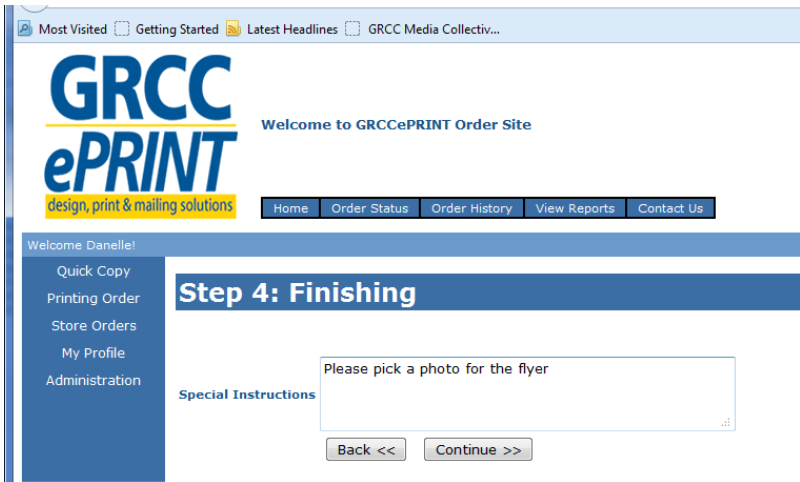 Most Visited Getting Started Latest Headlines GRCC Media Collectiv...
GRCC
ePRINT
design, print & mailing solutions
Welcome to GRCCePRINT Order Site
Home Order Status Order History View Reports Contact Us
Welcome Danelle!
Quick Copy
Printing Order
Store Orders
My Profile
Administration
Step 4: Finishing
Special Instructions
Please pick a photo for the flyer
Back << Continue >>